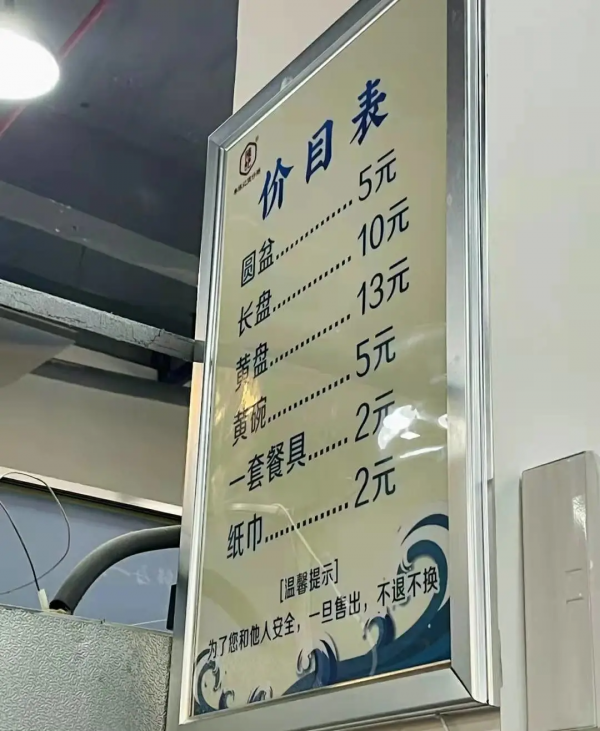 价目表
圆盆..............5元
长盘..............10元
黄盘..............13元
黄碗..............5元
一套餐具.......2元
纸巾..............2元
[温馨提示]
为了您和他人安全，一旦售出，不退不换